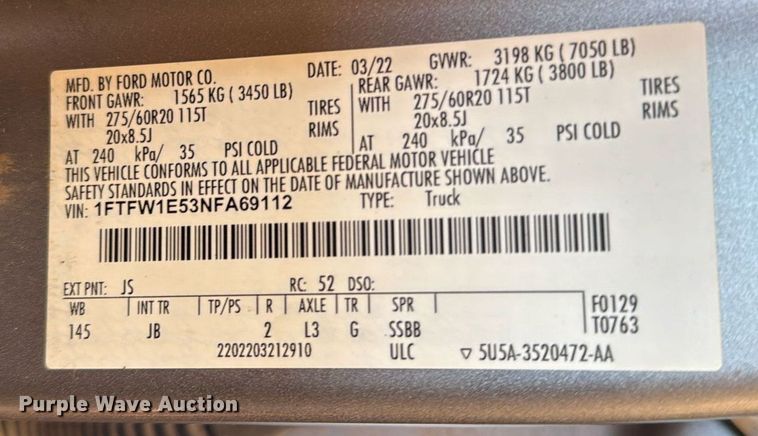 MFD. BY FORD MOTOR CO. DATE: 03/22 GVWR: 3198 KG ( 7050 LB)
FRONT GAWR: 1565 KG ( 3450 LB) REAR GAWR: 1724 KG ( 3800 LB)
WITH 275/60R20 115T TIRES WITH 275/60R20 115T TIRES
20x8.5J RIMS 20x8.5J RIMS
AT 240 kPa/ 35 PSI COLD AT 240 kPa/ 35 PSI COLD
THIS VEHICLE CONFORMS TO ALL APPLICABLE FEDERAL MOTOR VEHICLE
SAFETY STANDARDS IN EFFECT ON THE DATE OF MANUFACTURE SHOWN ABOVE.
VIN: 1FTFW1E53NFA69112 TYPE: Truck
EXT PNT: JS RC: 52 DSO:
WB | INT TR | TP/PS | R | AXLE | TR | SPR | F0129
145 JB 2 L3 G SSBB T0763
2202203212910 ULC ▽ 5U5A-3520472-AA
Purple Wave Auction